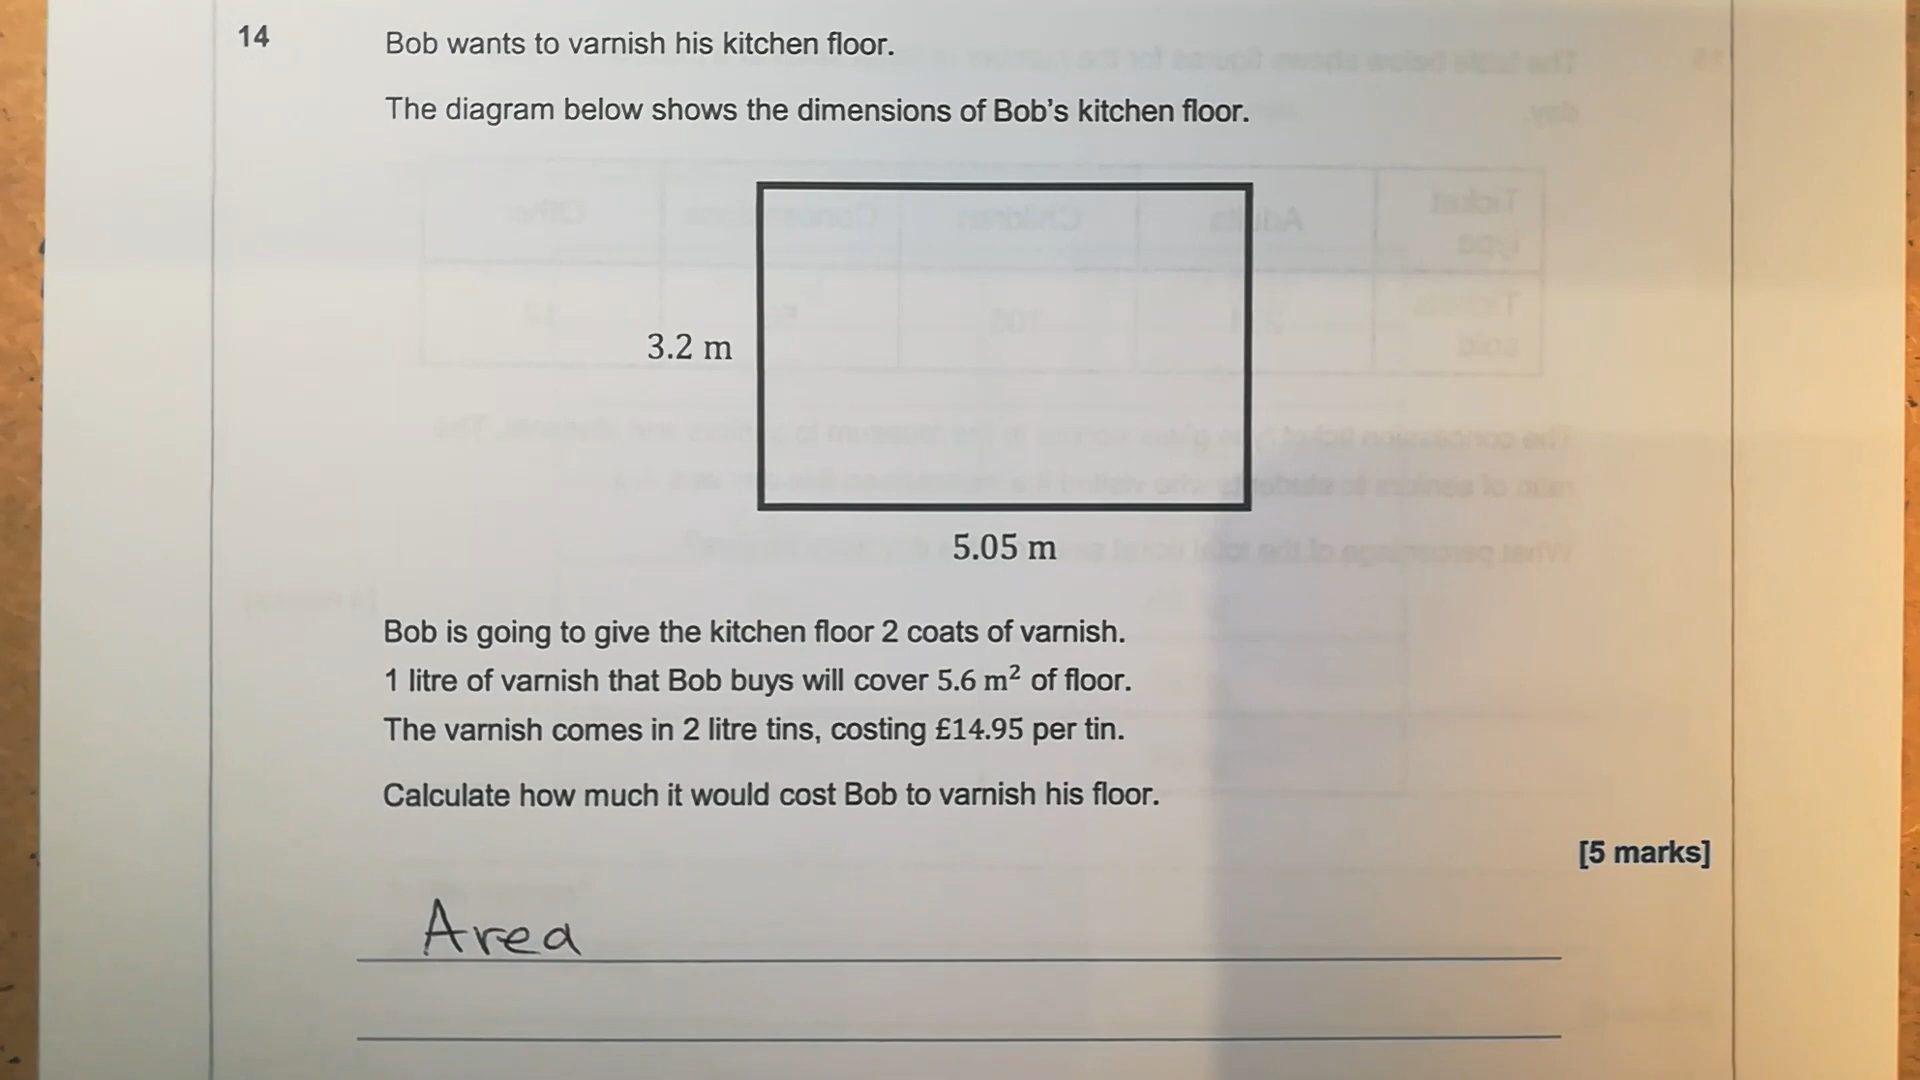 14 Bob wants to varnish his kitchen floor.
The diagram below shows the dimensions of Bob's kitchen floor.
3.2 m
5.05 m
Bob is going to give the kitchen floor 2 coats of varnish.
1 litre of varnish that Bob buys will cover 5.6 m² of floor.
The varnish comes in 2 litre tins, costing £14.95 per tin.
Calculate how much it would cost Bob to varnish his floor.
[5 marks]
Area